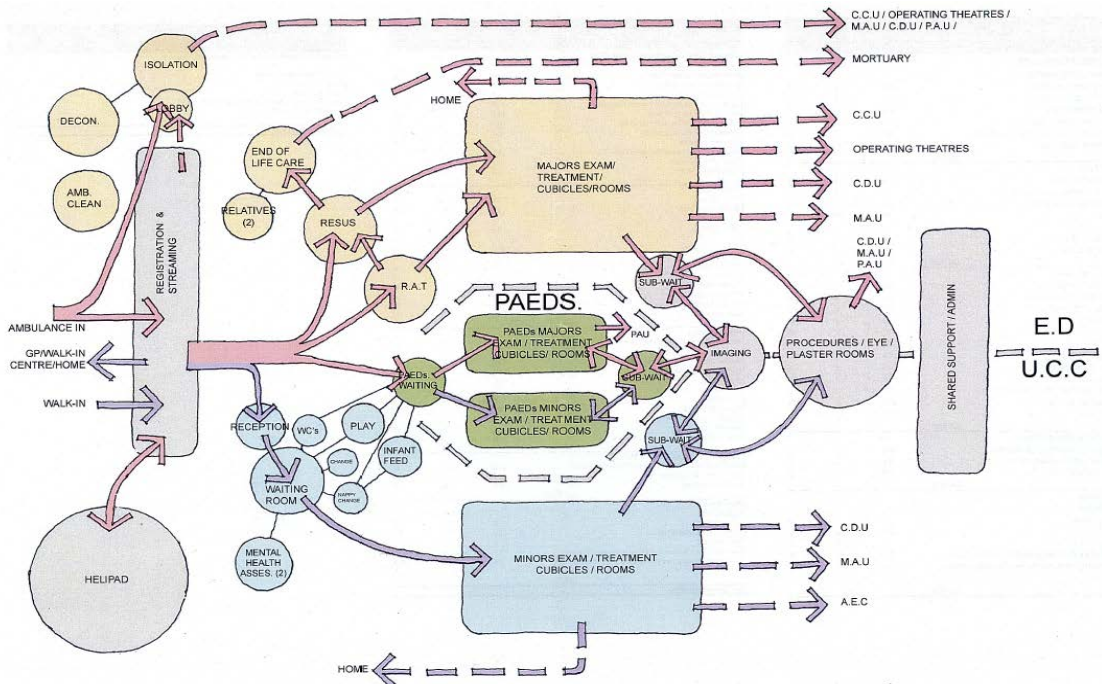 C.C.U / OPERATING THEATRES /
M.A.U / C.D.U / P.A.U /
ISOLATION
MORTUARY
HOME
LOBBY
DECON.
C.C.U
END OF
LIFE CARE
MAJORS EXAM/
TREATMENT/
CUBICLES/ROOMS
OPERATING THEATRES
AMB.
CLEAN
C.D.U
RELATIVES
(2)
RESUS
M.A.U
REGISTRATION &
STREAMING
C.D.U /
M.A.U /
P.A.U
R.A.T
SUB-WAIT
PAEDS.
AMBULANCE IN
PAEDs MAJORS
EXAM / TREATMENT
CUBICLES / ROOMS
PAU
GP/WALK-IN
CENTRE/HOME
IMAGING
PROCEDURES / EYE /
PLASTER ROOMS
SHARED SUPPORT / ADMIN
E.D
U.C.C
PAEDs.
WAITING
SUB-WAIT
WALK-IN
PAEDs MINORS
EXAM / TREATMENT
CUBICLES/ ROOMS
RECEPTION
WC's
PLAY
SUB-WAIT
INFANT
FEED
CHANGE
WAITING
ROOM
NAPPY
CHANGE
C.D.U
MENTAL
HEALTH
ASSES. (2)
MINORS EXAM / TREATMENT
CUBICLES / ROOMS
M.A.U
HELIPAD
A.E.C
HOME